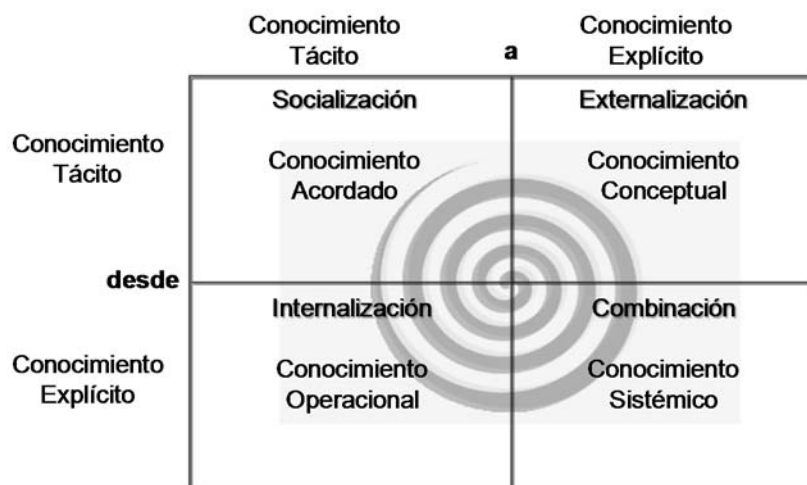 Conocimiento
Tácito
a
Conocimiento
Explícito
Conocimiento
Tácito
Socialización
Conocimiento
Acordado
Externalización
Conocimiento
Conceptual
desde
Conocimiento
Explícito
Internalización
Conocimiento
Operacional
Combinación
Conocimiento
Sistémico